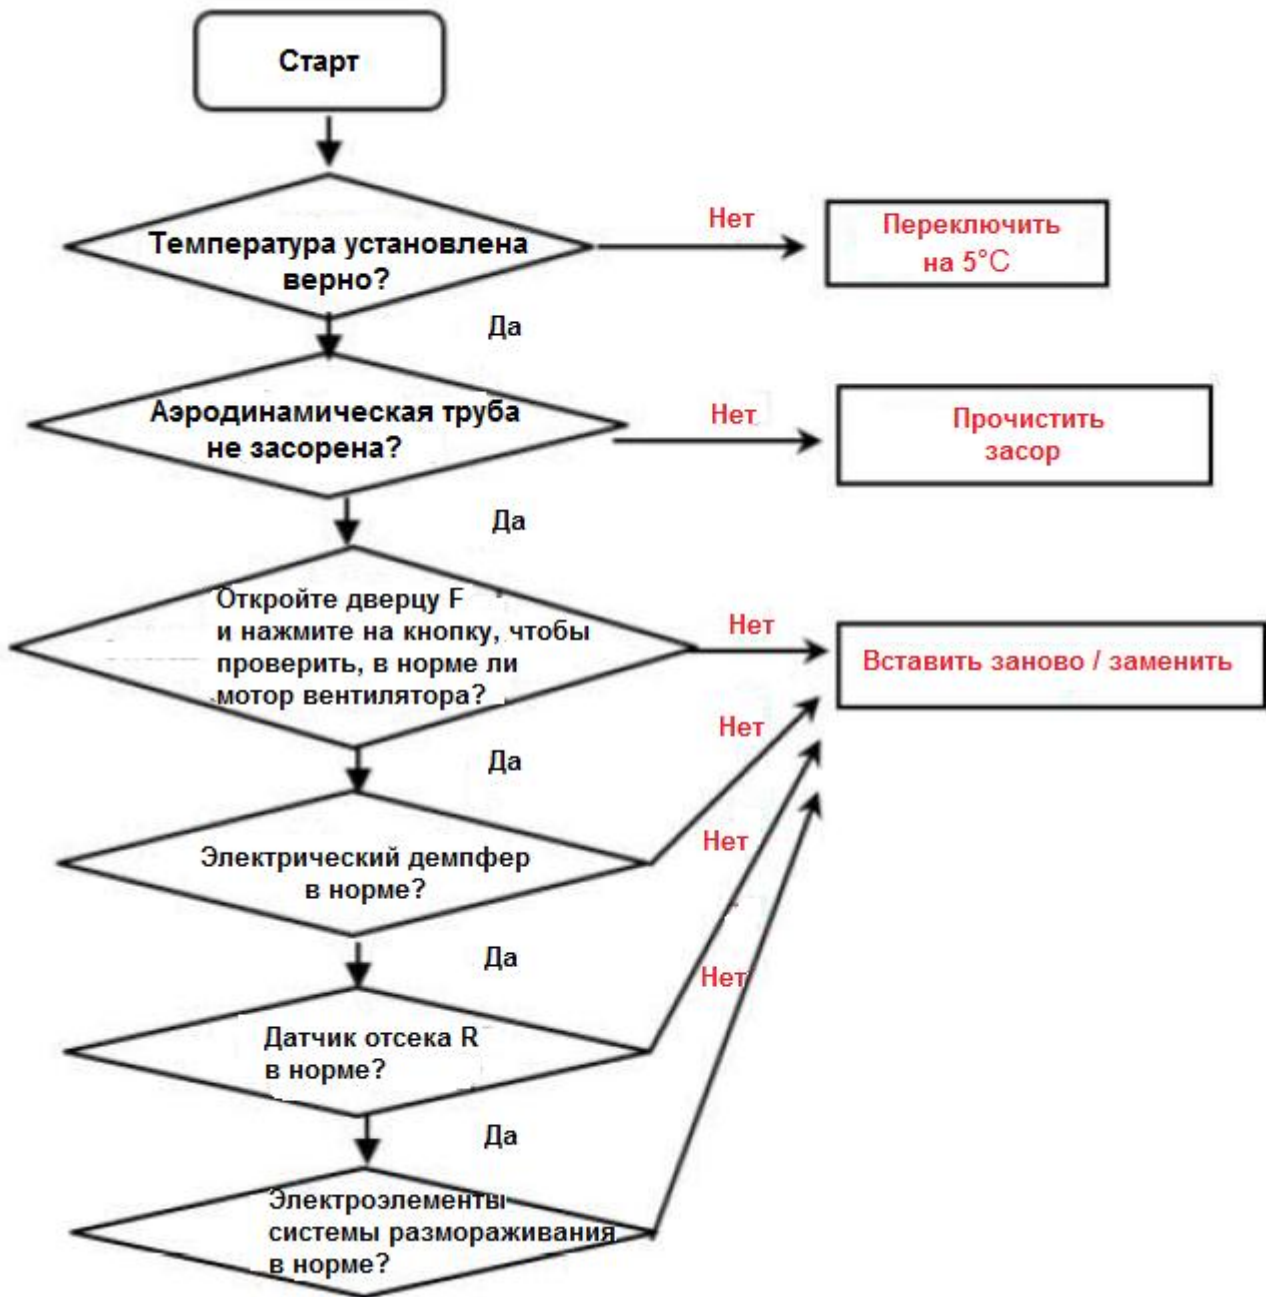 Старт
Температура установлена
верно?
Нет
Переключить
на 5°C
Да
Аэродинамическая труба
не засорена?
Нет
Прочистить
засор
Да
Откройте дверцу F
и нажмите на кнопку, чтобы
проверить, в норме ли
мотор вентилятора?
Нет
Вставить заново / заменить
Да
Нет
Электрический демпфер
в норме?
Нет
Да
Нет
Датчик отсека R
в норме?
Да
Электроэлементы
системы размораживания
в норме?